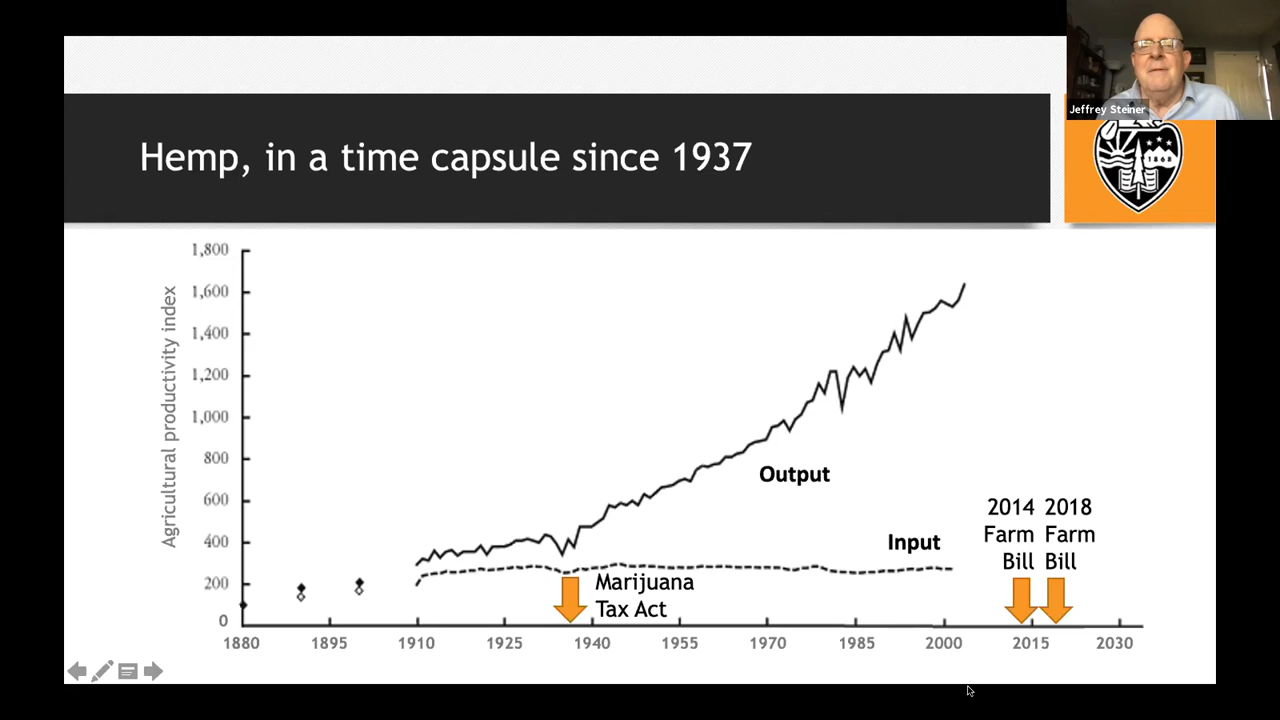 Jeffrey Steiner
Hemp, in a time capsule since 1937
1868
Agricultural productivity index
1,800
1,600
1,400
1,200
1,000
800
600
400
200
0
Output
Input
2014
Farm
Bill
2018
Farm
Bill
Marijuana
Tax Act
1880
1895
1910
1925
1940
1955
1970
1985
2000
2015
2030